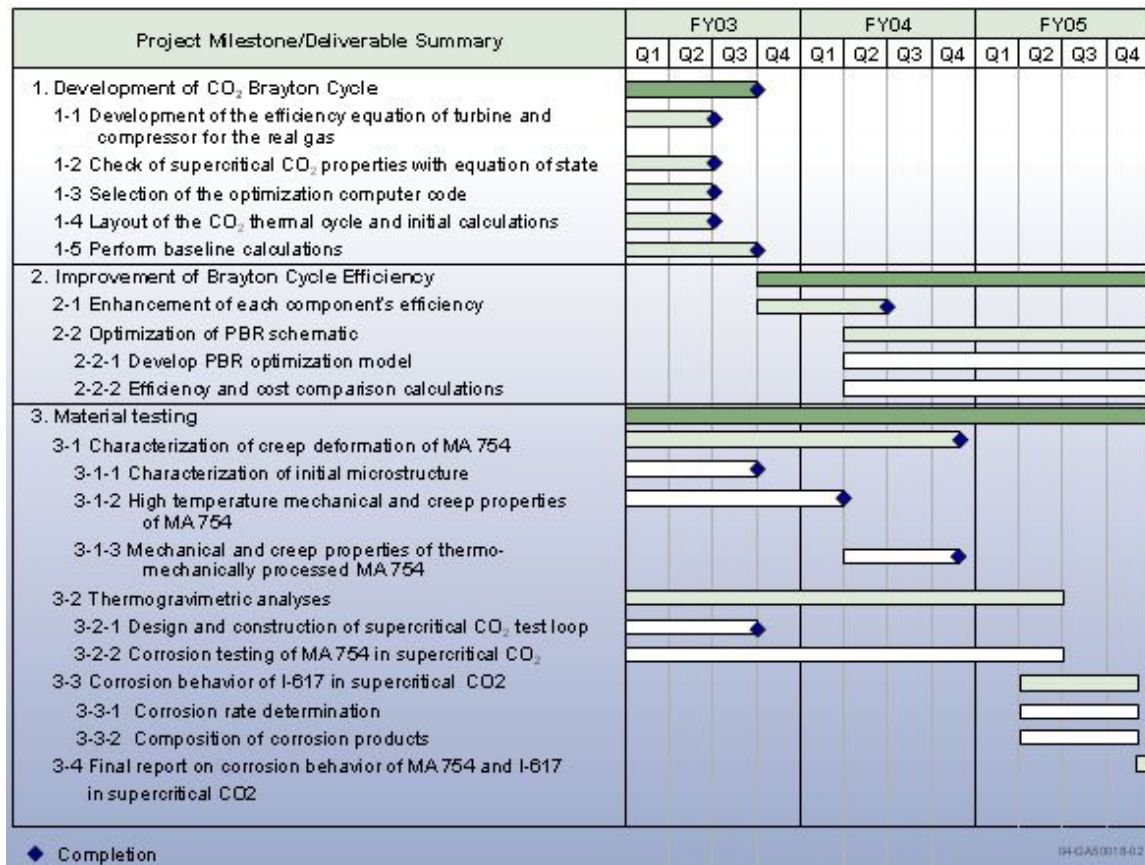 Project Milestone/Deliverable Summary
FY03 FY04 FY05
Q1 Q2 Q3 Q4 Q1 Q2 Q3 Q4 Q1 Q2 Q3 Q4
1. Development of CO₂ Brayton Cycle
1-1 Development of the efficiency equation of turbine and
compressor for the real gas
1-2 Check of supercritical CO₂ properties with equation of state
1-3 Selection of the optimization computer code
1-4 Layout of the CO₂ thermal cycle and initial calculations
1-5 Perform baseline calculations
2. Improvement of Brayton Cycle Efficiency
2-1 Enhancement of each component's efficiency
2-2 Optimization of PBR schematic
2-2-1 Develop PBR optimization model
2-2-2 Efficiency and cost comparison calculations
3. Material testing
3-1 Characterization of creep deformation of MA 754
3-1-1 Characterization of initial microstructure
3-1-2 High temperature mechanical and creep properties
of MA 754
3-1-3 Mechanical and creep properties of thermo-
mechanically processed MA 754
3-2 Thermogravimetric analyses
3-2-1 Design and construction of supercritical CO₂ test loop
3-2-2 Corrosion testing of MA 754 in supercritical CO₂
3-3 Corrosion behavior of I-617 in supercritical CO2
3-3-1 Corrosion rate determination
3-3-2 Composition of corrosion products
3-4 Final report on corrosion behavior of MA 754 and I-617
in supercritical CO2
Completion
04-GA50018-02